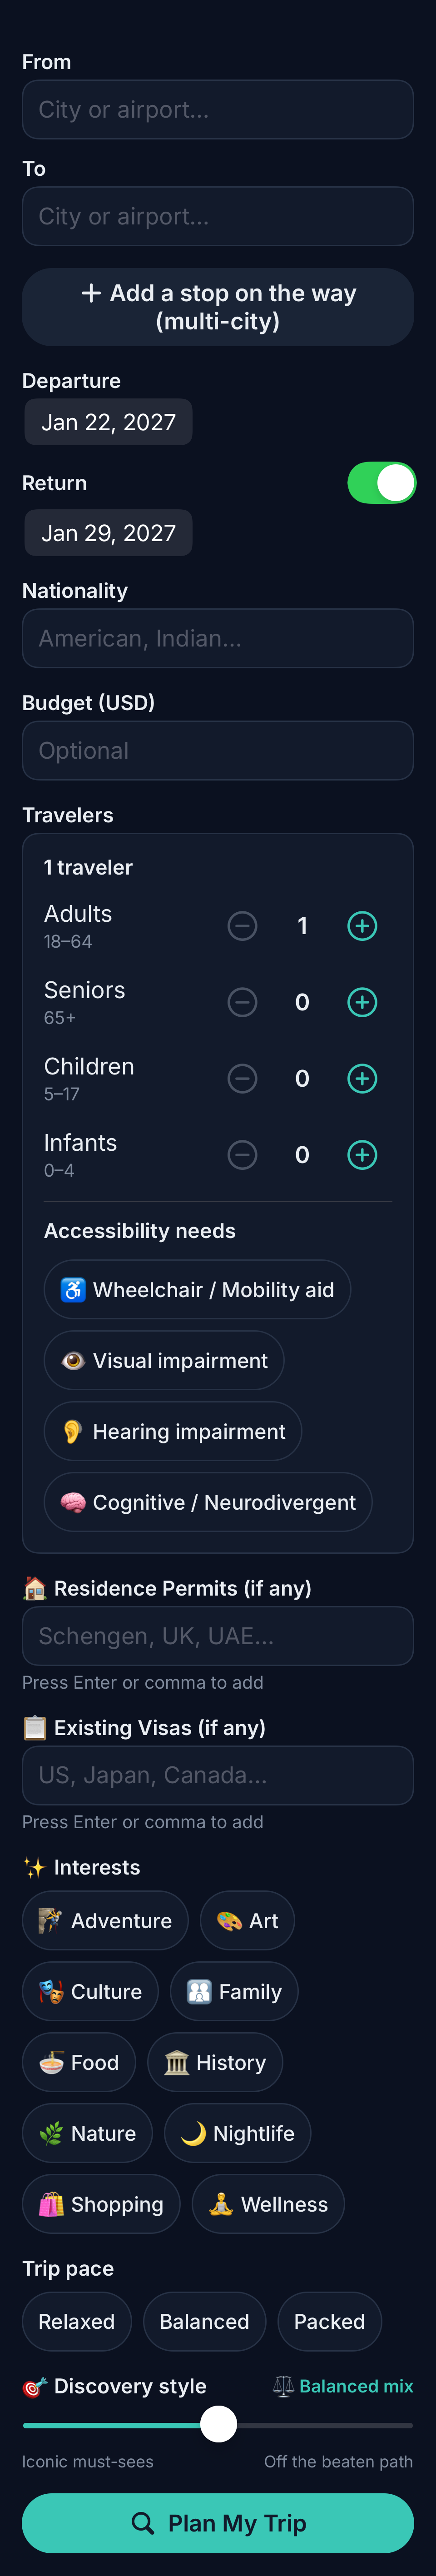 From
City or airport...
To
City or airport...
+ Add a stop on the way
(multi-city)
Departure
Jan 22, 2027
Return
Jan 29, 2027
Nationality
American, Indian...
Budget (USD)
Optional
Travelers
1 traveler
Adults
18–64
1
Seniors
65+
0
Children
5–17
0
Infants
0–4
0
Accessibility needs
♿ Wheelchair / Mobility aid
👁️ Visual impairment
👂 Hearing impairment
🧠 Cognitive / Neurodivergent
🏠 Residence Permits (if any)
Schengen, UK, UAE...
Press Enter or comma to add
📋 Existing Visas (if any)
US, Japan, Canada...
Press Enter or comma to add
✨ Interests
🧗 Adventure 🎨 Art
🎭 Culture 👨‍👩‍👦 Family
🍜 Food 🏛️ History
🌿 Nature 🌙 Nightlife
🛍️ Shopping 🧘 Wellness
Trip pace
Relaxed Balanced Packed
🎯 Discovery style ⚖️ Balanced mix
Iconic must-sees Off the beaten path
Plan My Trip